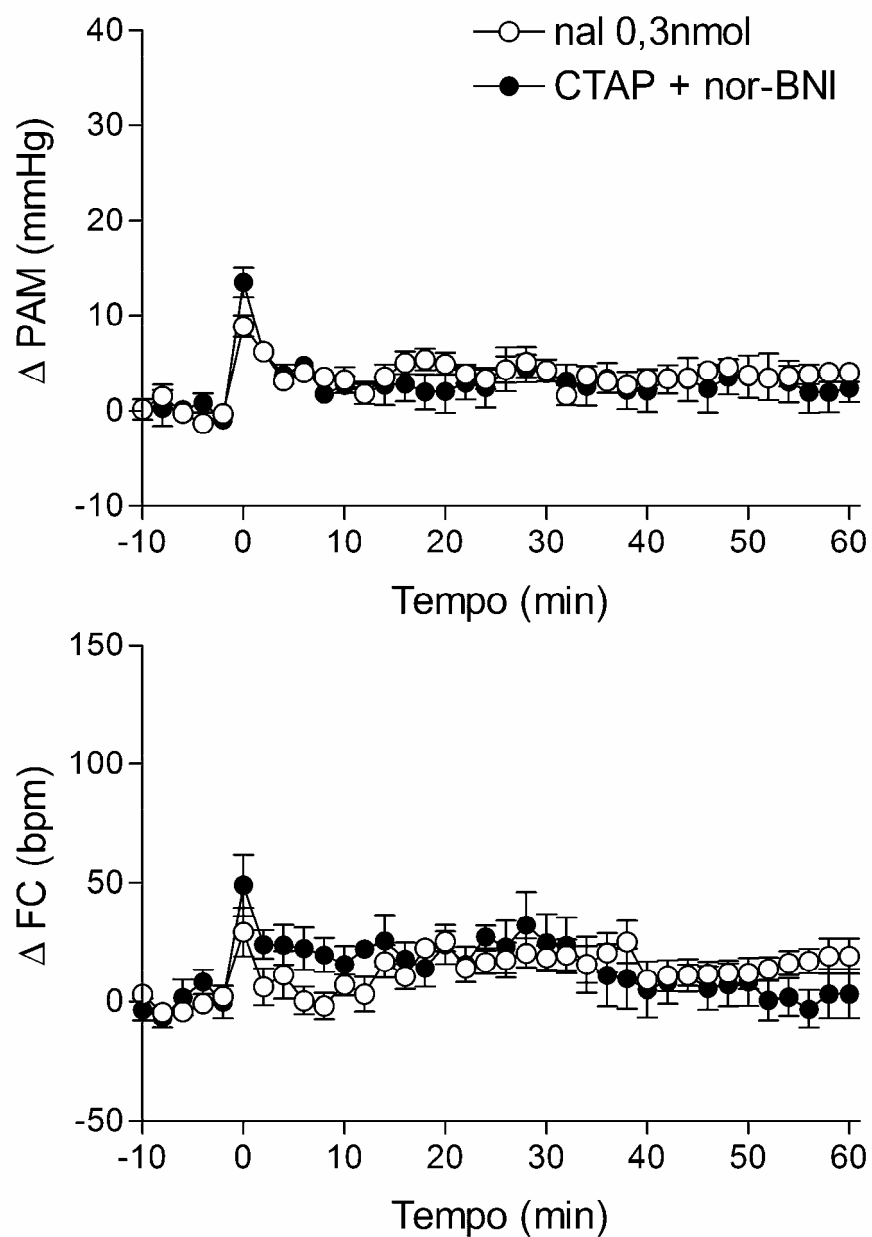 nal 0,3nmol
CTAP + nor-BNI
40
30
20
10
0
-10
Δ PAM (mmHg)
-10 0 10 20 30 40 50 60
Tempo (min)
150
100
50
0
-50
Δ FC (bpm)
-10 0 10 20 30 40 50 60
Tempo (min)